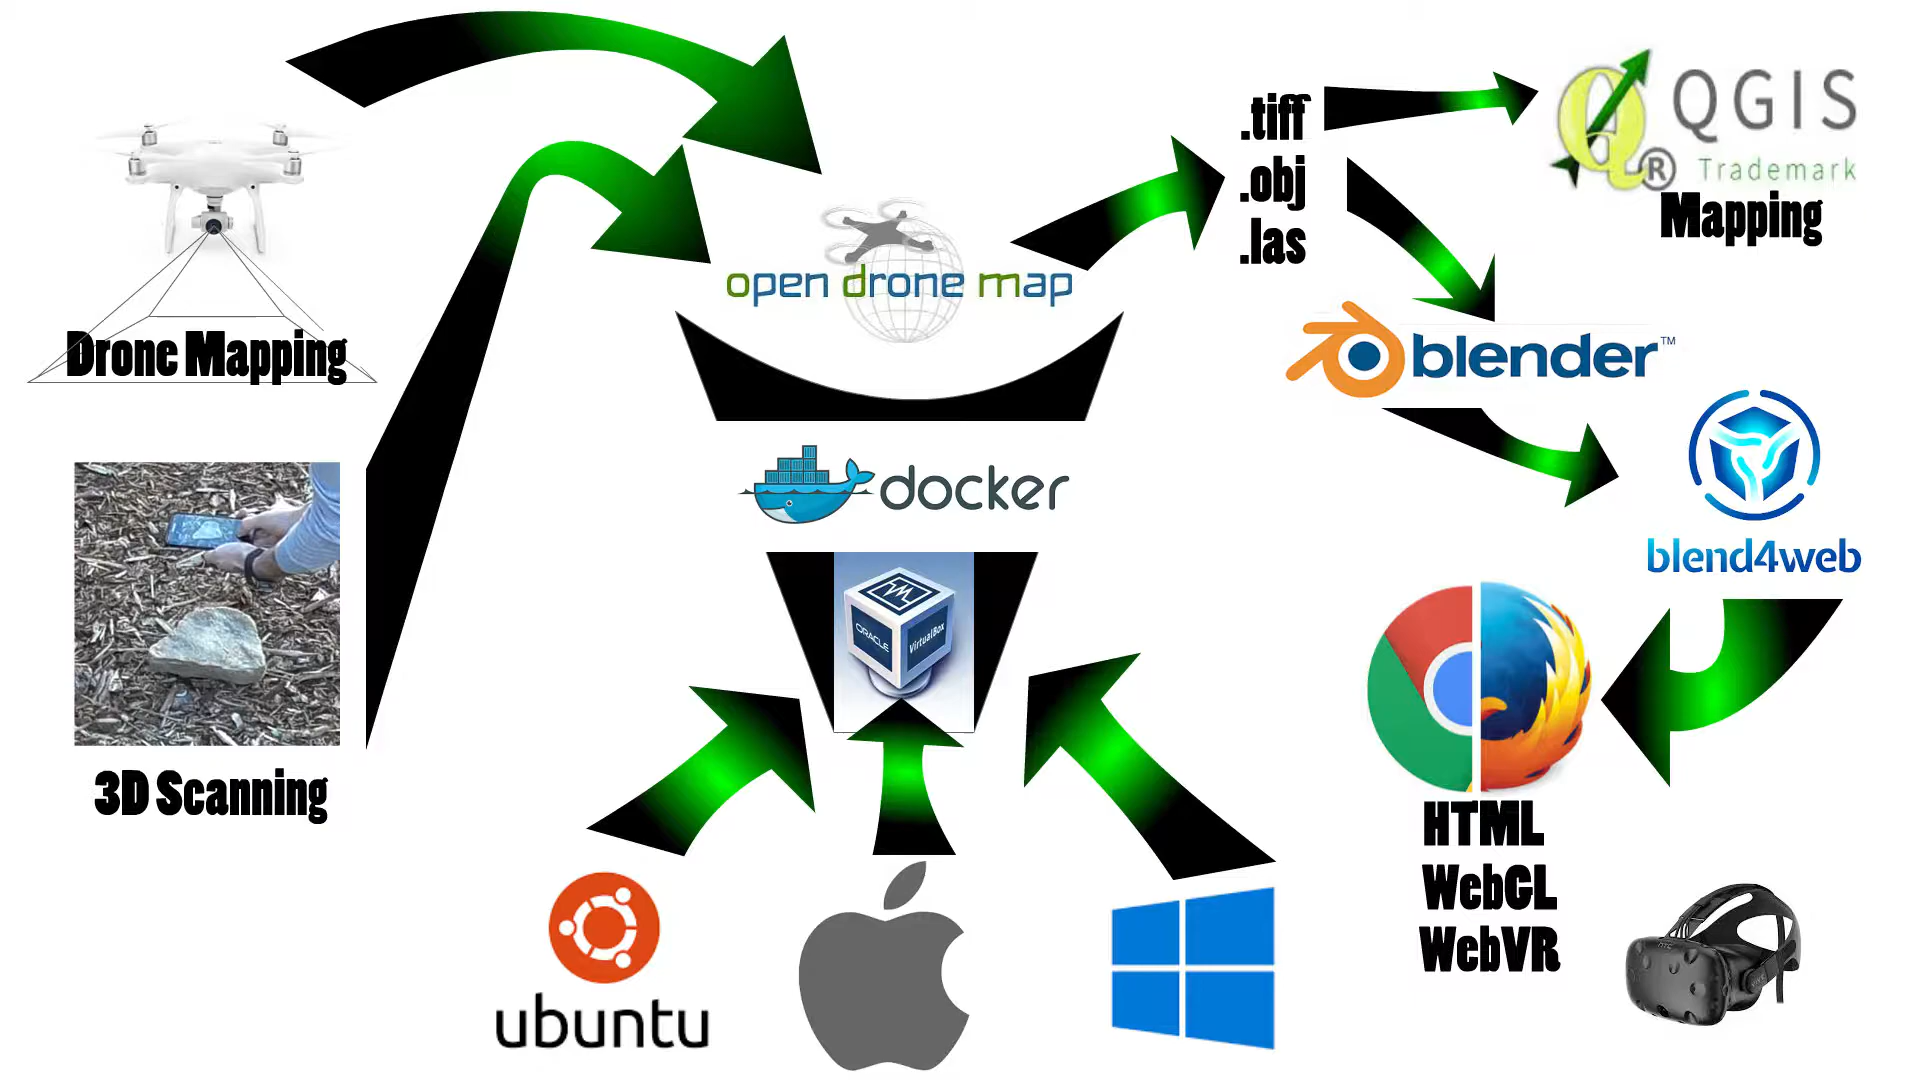 Drone Mapping
3D Scanning
open drone map
docker
ORACLE
VirtualBox
ubuntu
.tiff
.obj
.las
QGIS
®
Trademark
Mapping
blender™
blend4web
HTML
WebGL
WebVR
htc